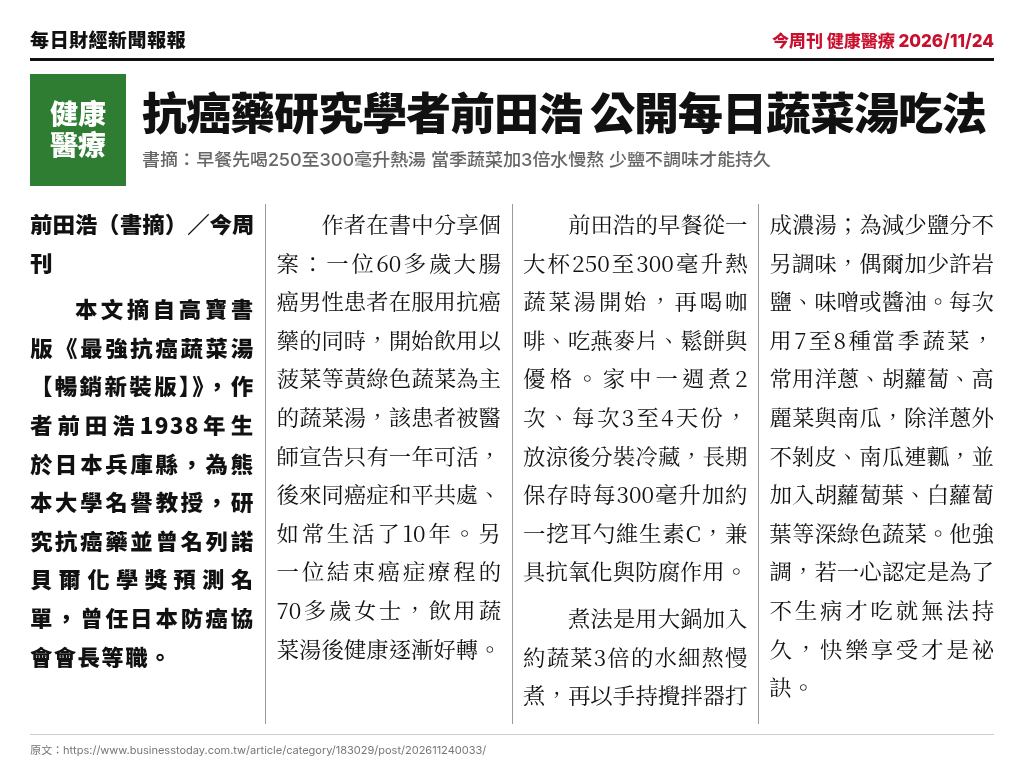 每日財經新聞報報
今周刊 健康醫療 2026/11/24
健康
醫療
抗癌藥研究學者前田浩 公開每日蔬菜湯吃法
書摘：早餐先喝250至300毫升熱湯 當季蔬菜加3倍水慢熬 少鹽不調味才能持久
前田浩（書摘）／今周
刊
本文摘自高寶書
版《最強抗癌蔬菜湯
【暢銷新裝版】》，作
者前田浩1938年生
於日本兵庫縣，為熊
本大學名譽教授，研
究抗癌藥並曾名列諾
貝爾化學獎預測名
單，曾任日本防癌協
會會長等職。
作者在書中分享個
案：一位60多歲大腸
癌男性患者在服用抗癌
藥的同時，開始飲用以
菠菜等黃綠色蔬菜為主
的蔬菜湯，該患者被醫
師宣告只有一年可活，
後來同癌症和平共處、
如常生活了10年。另
一位結束癌症療程的
70多歲女士，飲用蔬
菜湯後健康逐漸好轉。
前田浩的早餐從一
大杯250至300毫升熱
蔬菜湯開始，再喝咖
啡、吃燕麥片、鬆餅與
優格。家中一週煮2
次、每次3至4天份，
放涼後分裝冷藏，長期
保存時每300毫升加約
一挖耳勺維生素C，兼
具抗氧化與防腐作用。
煮法是用大鍋加入
約蔬菜3倍的水細熬慢
煮，再以手持攪拌器打
成濃湯；為減少鹽分不
另調味，偶爾加少許岩
鹽、味噌或醬油。每次
用7至8種當季蔬菜，
常用洋蔥、胡蘿蔔、高
麗菜與南瓜，除洋蔥外
不剝皮、南瓜連瓤，並
加入胡蘿蔔葉、白蘿蔔
葉等深綠色蔬菜。他強
調，若一心認定是為了
不生病才吃就無法持
久，快樂享受才是祕
訣。
原文：https://www.businesstoday.com.tw/article/category/183029/post/202611240033/